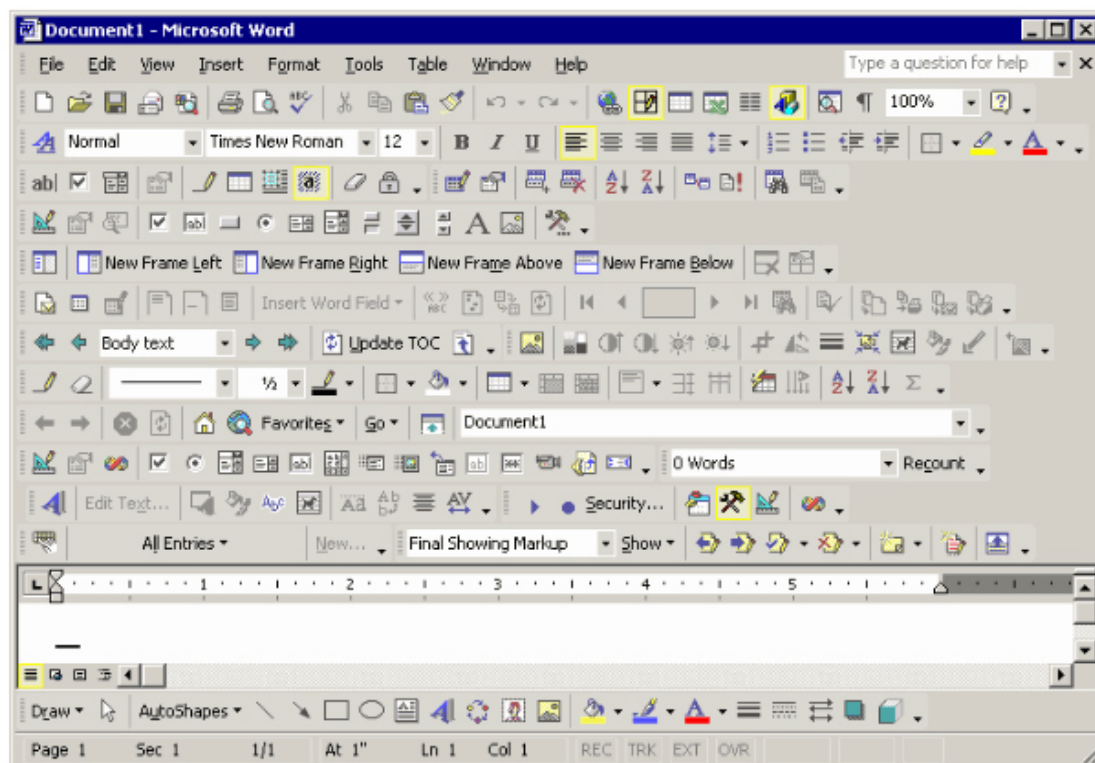 Document1 - Microsoft Word
File Edit View Insert Format Tools Table Window Help Type a question for help
100%
Normal Times New Roman 12 B I U
ab|
A
New Frame Left New Frame Right New Frame Above New Frame Below
Insert Word Field
Body text Update TOC
½
Favorites Go Document1
0 Words Recount
Edit Text... Security...
All Entries New... Final Showing Markup Show
1 2 3 4 5
Draw AutoShapes
Page 1 Sec 1 1/1 At 1" Ln 1 Col 1 REC TRK EXT OVR